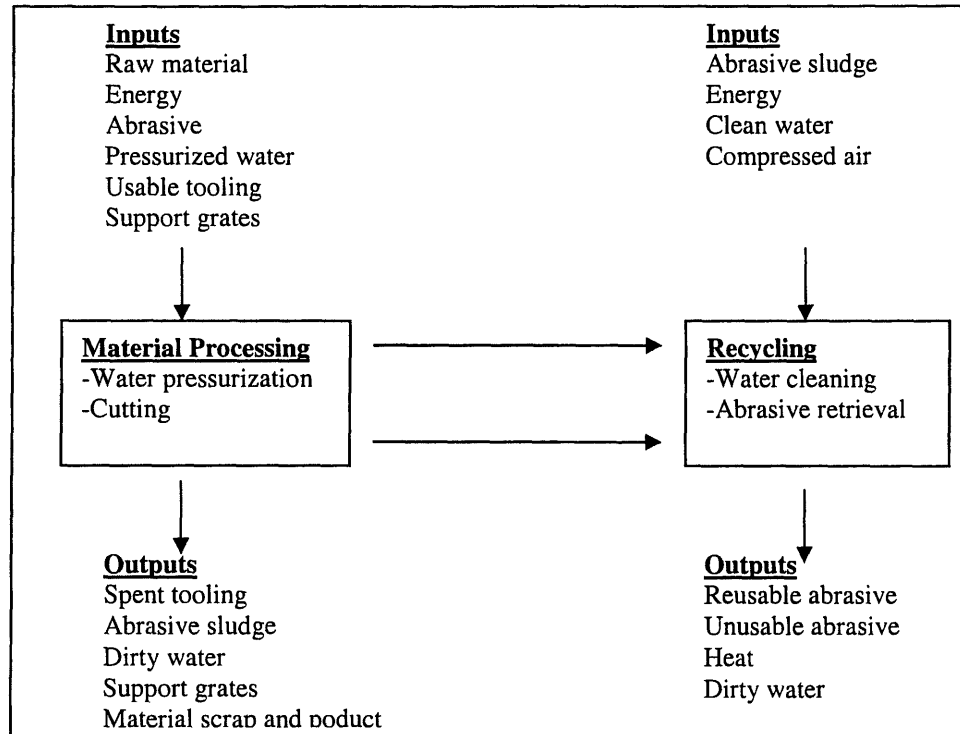 Inputs
Raw material
Energy
Abrasive
Pressurized water
Usable tooling
Support grates
Inputs
Abrasive sludge
Energy
Clean water
Compressed air
Material Processing
-Water pressurization
-Cutting
Recycling
-Water cleaning
-Abrasive retrieval
Outputs
Spent tooling
Abrasive sludge
Dirty water
Support grates
Material scrap and poduct
Outputs
Reusable abrasive
Unusable abrasive
Heat
Dirty water